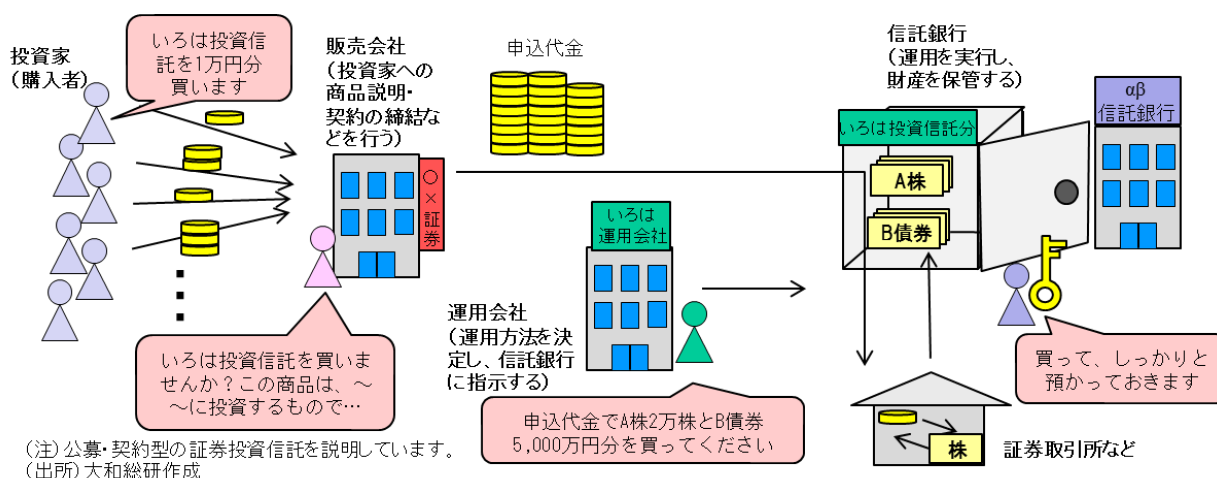 投資家
(購入者)
いろは投資信
託を1万円分
買います
販売会社
(投資家への
商品説明・
契約の締結な
どを行う)
申込代金
信託銀行
(運用を実行し、
財産を保管する)
αβ
信託銀行
いろは投資信託分
A株
B債券
○×証券
いろは
運用会社
運用会社
(運用方法を決
定し、信託銀行
に指示する)
いろは投資信託を買いま
せんか?この商品は、~
~に投資するもので…
申込代金でA株2万株とB債券
5,000万円分を買ってください
買って、しっかりと
預かっておきます
株
証券取引所など
(注)公募・契約型の証券投資信託を説明しています。
(出所)大和総研作成